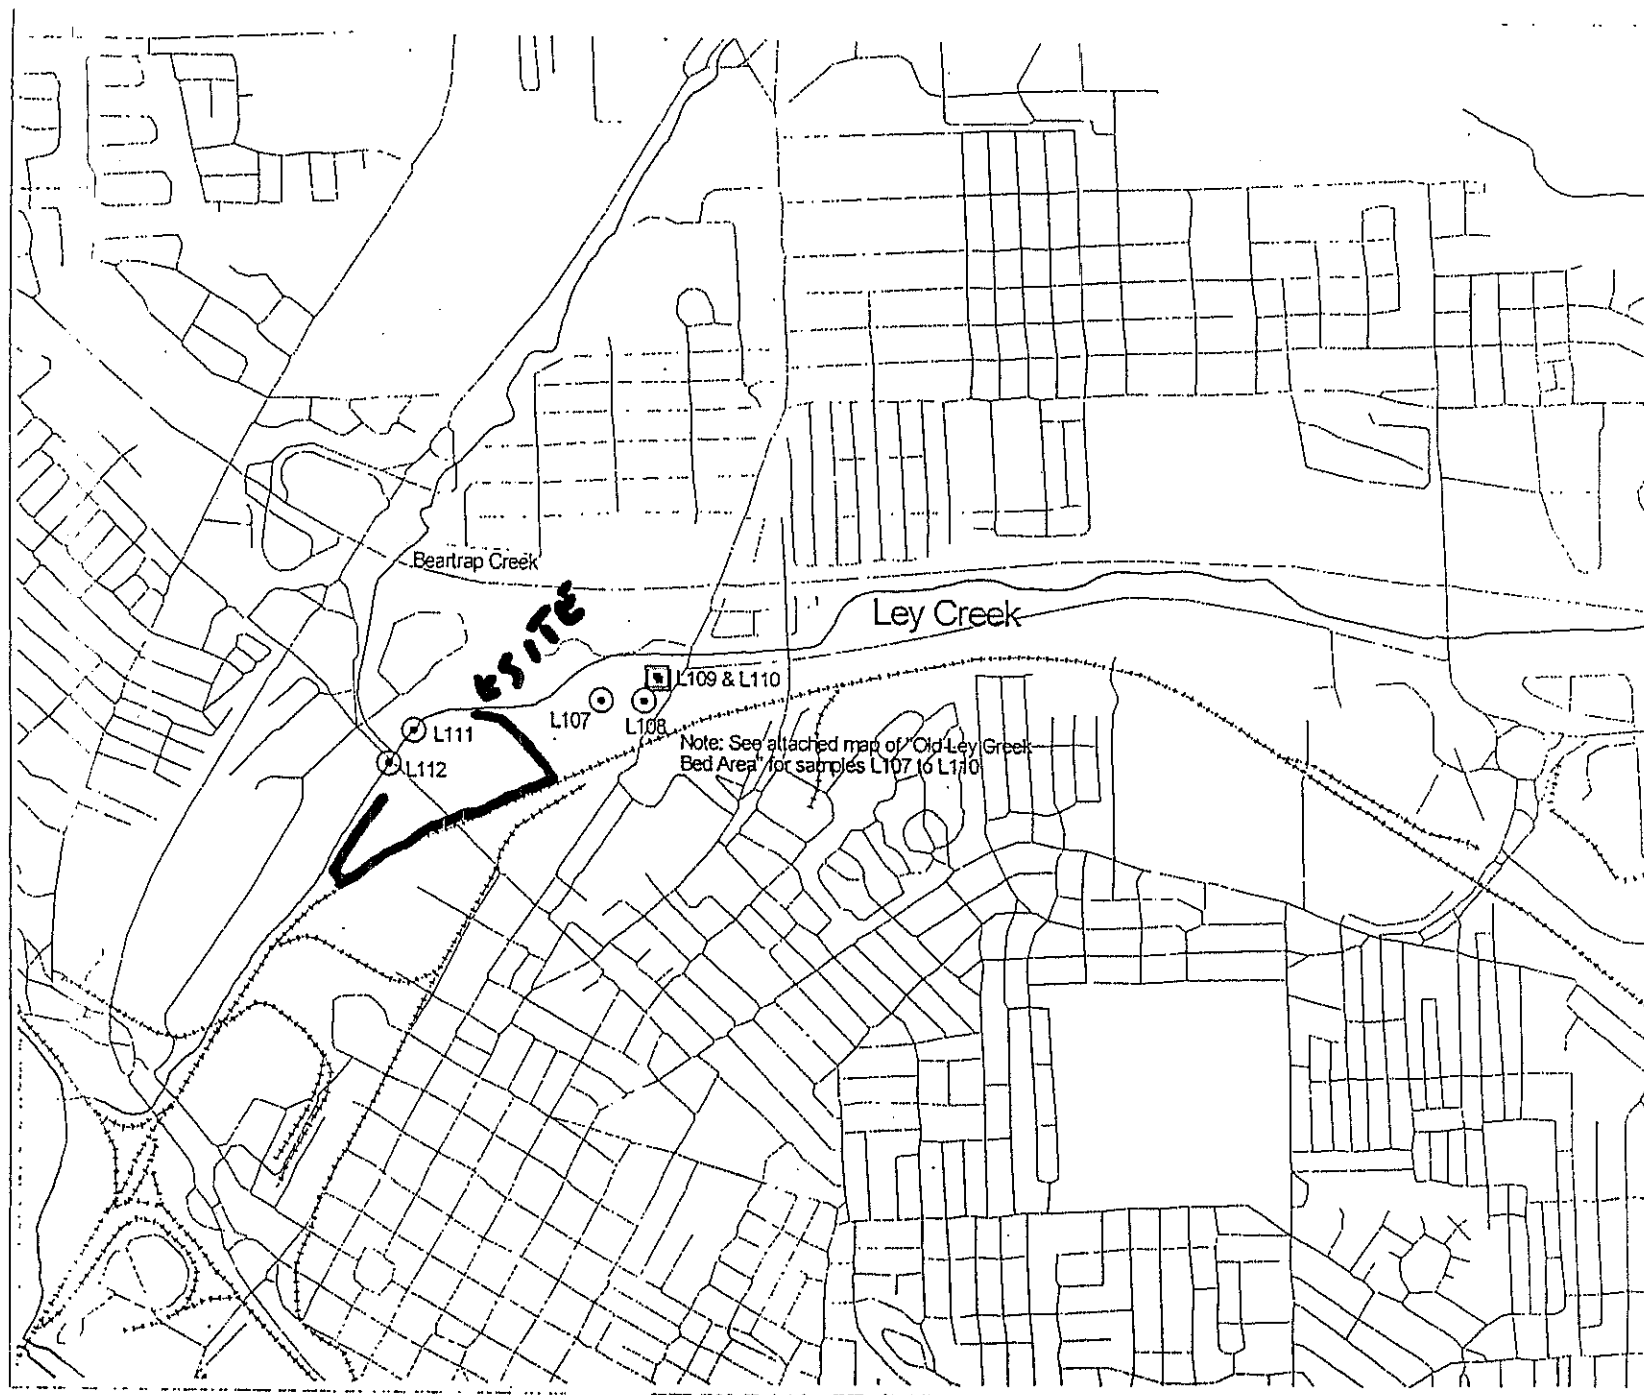 Beartrap Creek
SITE
Ley Creek
L109 & L110
L107
L108
L111
L112
Note: See attached map of "Old Ley Creek
Bed Area" for samples L107 to L110